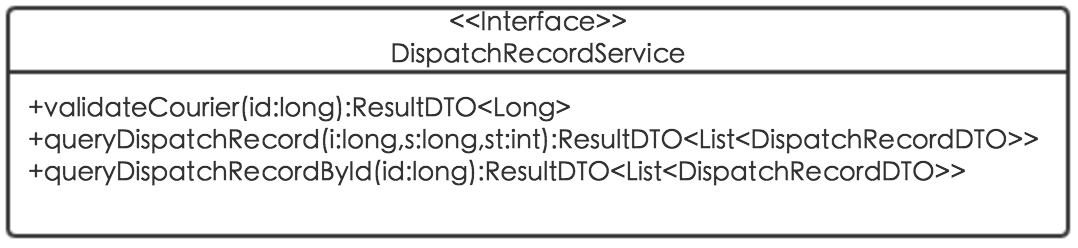 <<Interface>>
DispatchRecordService
+validateCourier(id:long):ResultDTO<Long>
+queryDispatchRecord(i:long,s:long,st:int):ResultDTO<List<DispatchRecordDTO>>
+queryDispatchRecordById(id:long):ResultDTO<List<DispatchRecordDTO>>